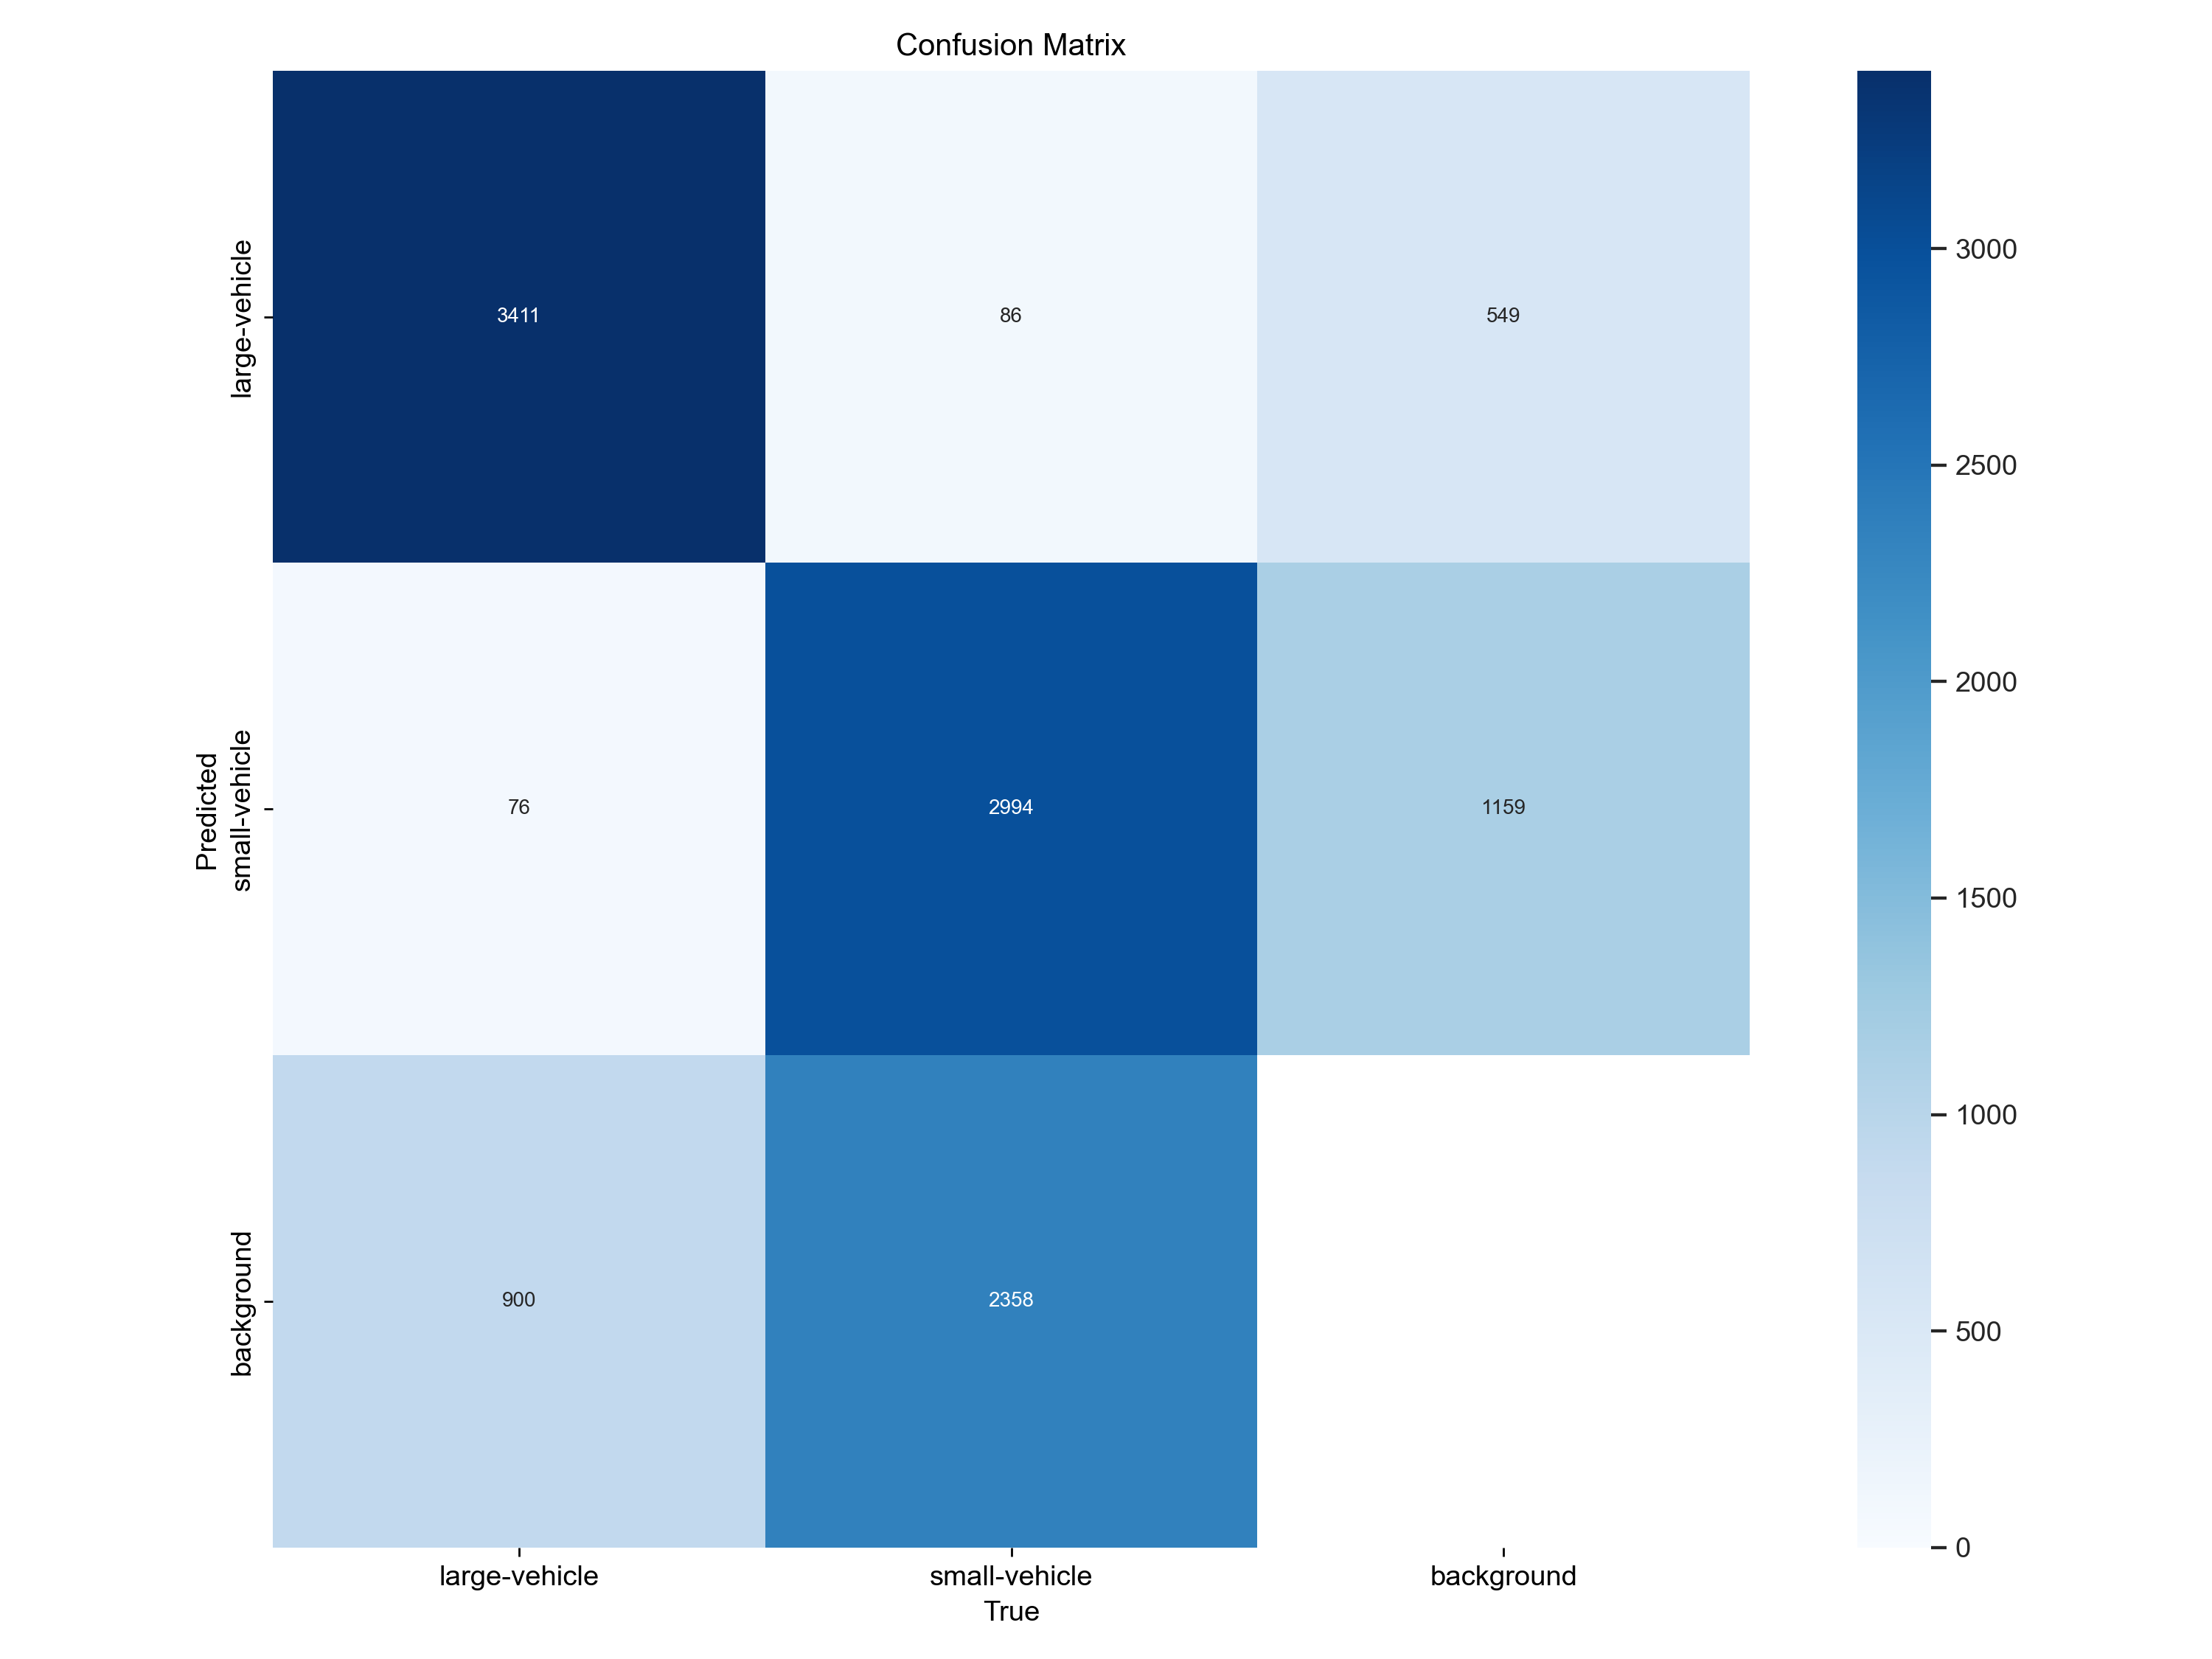 Confusion Matrix
large-vehicle
3411
86
549
3000
2500
2000
Predicted
small-vehicle
76
2994
1159
1500
1000
background
900
2358
500
0
large-vehicle
small-vehicle
background
True